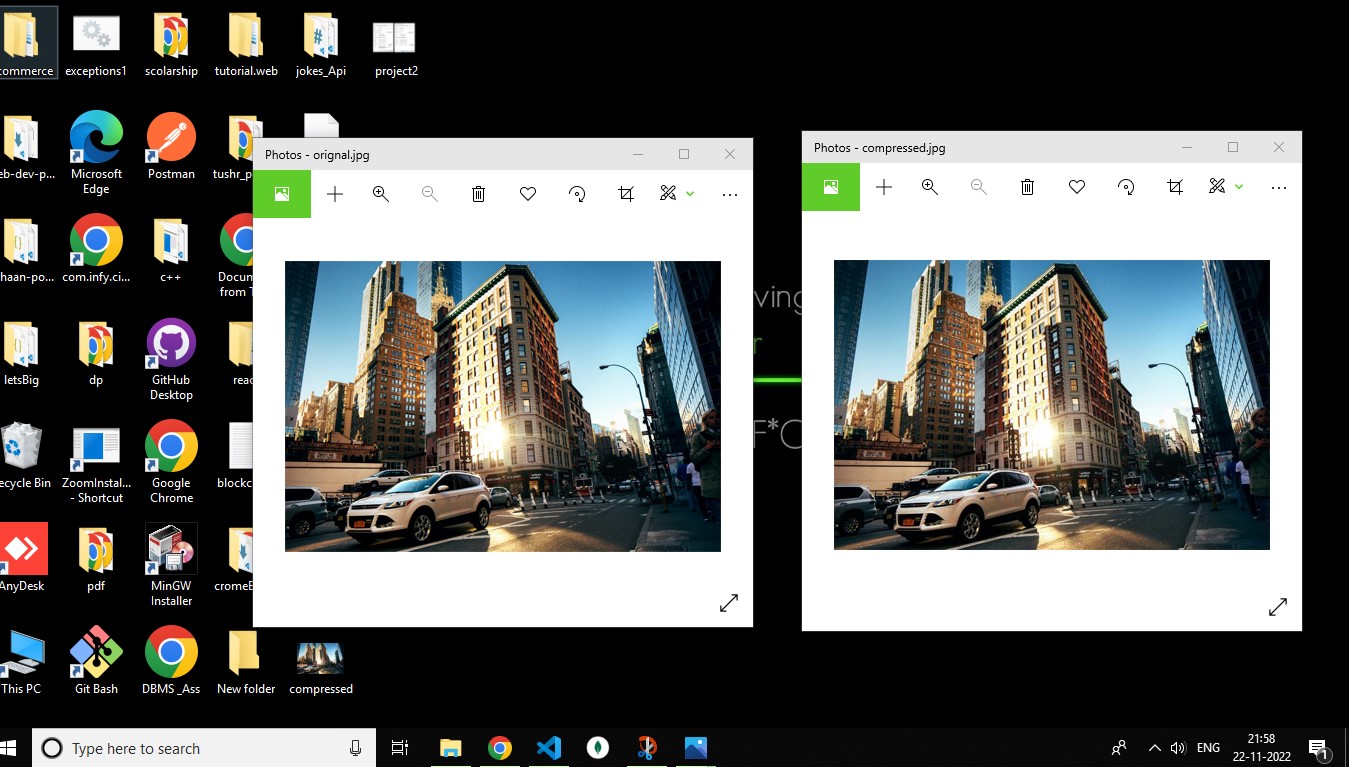 commerce
exceptions1
scolarship
tutorial.web
jokes_Api
project2
eb-dev-p...
Microsoft
Edge
Postman
tushr_p
Photos - orignal.jpg
Photos - compressed.jpg
haan-po...
com.infy.ci...
c++
Docum
from T
ving
r
F*C
letsBig
dp
GitHub
Desktop
reac
ecycle Bin
ZoomInstal...
- Shortcut
Google
Chrome
blockc
AnyDesk
pdf
MinGW
Installer
cromeE
This PC
Git Bash
DBMS _Ass
New folder
compressed
Type here to search
ENG
21:58
22-11-2022
1